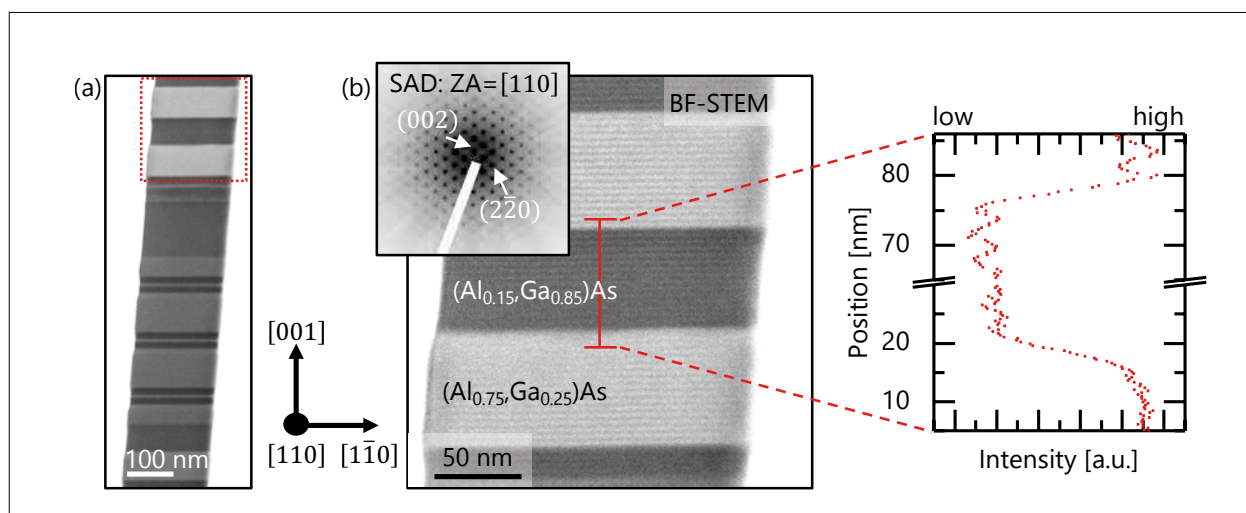 (a)
100 nm
[001]
[110] [11̄0]
(b)
SAD: ZA=[110]
(002)
(22̄0)
BF-STEM
(Al₀.₁₅,Ga₀.₈₅)As
(Al₀.₇₅,Ga₀.₂₅)As
50 nm
low high
80
70
20
10
Position [nm]
Intensity [a.u.]